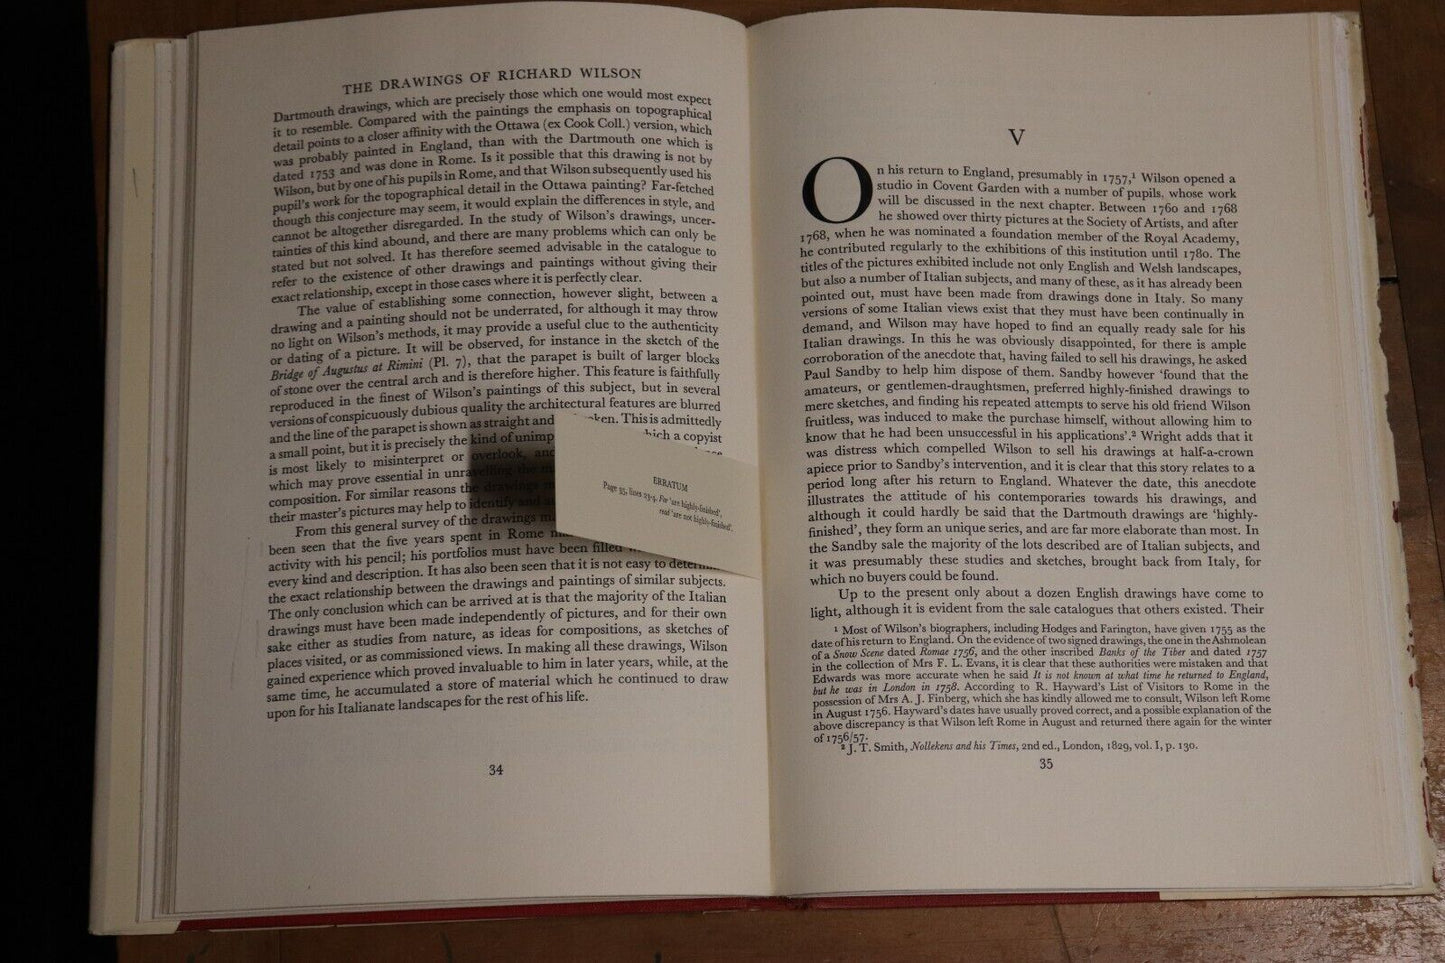 THE DRAWINGS OF RICHARD WILSON
Dartmouth drawings, which are precisely those which one would most expect
it to resemble. Compared with the paintings the emphasis on topographical
detail points to a closer affinity with the Ottawa (ex Cook Coll.) version, which
was probably painted in England, than with the Dartmouth one which is
dated 1753 and was done in Rome. Is it possible that this drawing is not by
Wilson, but by one of his pupils in Rome, and that Wilson subsequently used his
pupil's work for the topographical detail in the Ottawa painting? Far-fetched
though this conjecture may seem, it would explain the differences in style, and
cannot be altogether disregarded. In the study of Wilson's drawings, uncer-
tainties of this kind abound, and there are many problems which can only be
stated but not solved. It has therefore seemed advisable in the catalogue to
refer to the existence of other drawings and paintings without giving their
exact relationship, except in those cases where it is perfectly clear.
The value of establishing some connection, however slight, between a
drawing and a painting should not be underrated, for although it may throw
no light on Wilson's methods, it may provide a useful clue to the authenticity
or dating of a picture. It will be observed, for instance in the sketch of the
Bridge of Augustus at Rimini (Pl. 7), that the parapet is built of larger blocks
of stone over the central arch and is therefore higher. This feature is faithfully
reproduced in the finest of Wilson's paintings of this subject, but in several
versions of conspicuously dubious quality the architectural features are blurred
and the line of the parapet is shown as straight and oken. This is admittedly
a small point, but it is precisely the kind of unimp hich a copyist
is most likely to misinterpret or overlook, and
which may prove essential in unravelling the
composition. For similar reasons the drawings
their master's pictures may help to identify and
From this general survey of the drawings
been seen that the five years spent in Rome
activity with his pencil; his portfolios must have been filled
every kind and description. It has also been seen that it is not easy to determine
the exact relationship between the drawings and paintings of similar subjects.
The only conclusion which can be arrived at is that the majority of the Italian
drawings must have been made independently of pictures, and for their own
sake either as studies from nature, as ideas for compositions, as sketches of
places visited, or as commissioned views. In making all these drawings, Wilson
gained experience which proved invaluable to him in later years, while, at the
same time, he accumulated a store of material which he continued to draw
upon for his Italianate landscapes for the rest of his life.
34
ERRATUM
Page 35, lines 23-4. For 'are highly-finished',
read 'are not highly-finished'.
V
On his return to England, presumably in 1757,¹ Wilson opened a
studio in Covent Garden with a number of pupils, whose work
will be discussed in the next chapter. Between 1760 and 1768
he showed over thirty pictures at the Society of Artists, and after
1768, when he was nominated a foundation member of the Royal Academy,
he contributed regularly to the exhibitions of this institution until 1780. The
titles of the pictures exhibited include not only English and Welsh landscapes,
but also a number of Italian subjects, and many of these, as it has already been
pointed out, must have been made from drawings done in Italy. So many
versions of some Italian views exist that they must have been continually in
demand, and Wilson may have hoped to find an equally ready sale for his
Italian drawings. In this he was obviously disappointed, for there is ample
corroboration of the anecdote that, having failed to sell his drawings, he asked
Paul Sandby to help him dispose of them. Sandby however 'found that the
amateurs, or gentlemen-draughtsmen, preferred highly-finished drawings to
mere sketches, and finding his repeated attempts to serve his old friend Wilson
fruitless, was induced to make the purchase himself, without allowing him to
know that he had been unsuccessful in his applications'.² Wright adds that it
was distress which compelled Wilson to sell his drawings at half-a-crown
apiece prior to Sandby's intervention, and it is clear that this story relates to a
period long after his return to England. Whatever the date, this anecdote
illustrates the attitude of his contemporaries towards his drawings, and
although it could hardly be said that the Dartmouth drawings are 'highly-
finished', they form an unique series, and are far more elaborate than most. In
the Sandby sale the majority of the lots described are of Italian subjects, and
it was presumably these studies and sketches, brought back from Italy, for
which no buyers could be found.
Up to the present only about a dozen English drawings have come to
light, although it is evident from the sale catalogues that others existed. Their
¹ Most of Wilson's biographers, including Hodges and Farington, have given 1755 as the
date of his return to England. On the evidence of two signed drawings, the one in the Ashmolean
of a Snow Scene dated Romae 1756, and the other inscribed Banks of the Tiber and dated 1757
in the collection of Mrs F. L. Evans, it is clear that these authorities were mistaken and that
Edwards was more accurate when he said It is not known at what time he returned to England,
but he was in London in 1758. According to R. Hayward's List of Visitors to Rome in the
possession of Mrs A. J. Finberg, which she has kindly allowed me to consult, Wilson left Rome
in August 1756. Hayward's dates have usually proved correct, and a possible explanation of the
above discrepancy is that Wilson left Rome in August and returned there again for the winter
of 1756/57.
² J. T. Smith, Nollekens and his Times, 2nd ed., London, 1829, vol. I, p. 130.
35